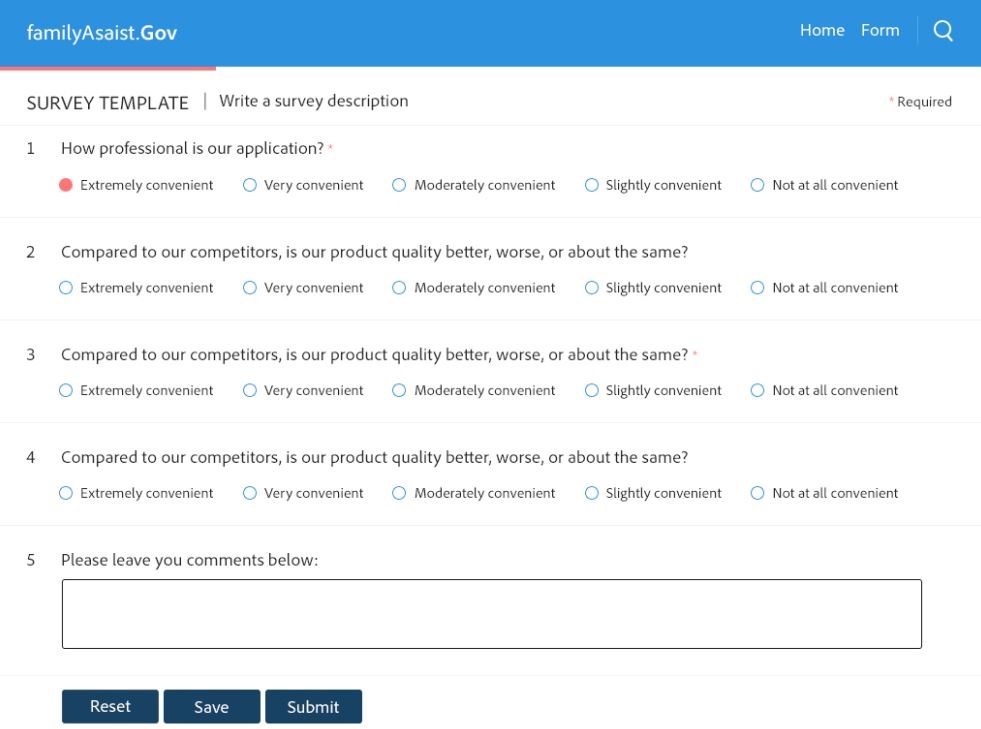 familyAsaist.Gov Home Form
SURVEY TEMPLATE | Write a survey description * Required
1 How professional is our application? *
Extremely convenient Very convenient Moderately convenient Slightly convenient Not at all convenient
2 Compared to our competitors, is our product quality better, worse, or about the same?
Extremely convenient Very convenient Moderately convenient Slightly convenient Not at all convenient
3 Compared to our competitors, is our product quality better, worse, or about the same? *
Extremely convenient Very convenient Moderately convenient Slightly convenient Not at all convenient
4 Compared to our competitors, is our product quality better, worse, or about the same?
Extremely convenient Very convenient Moderately convenient Slightly convenient Not at all convenient
5 Please leave you comments below:
Reset Save Submit